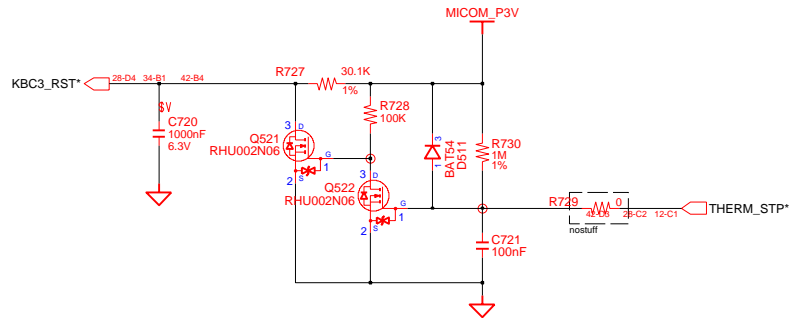 MICOM_P3V
R727
30.1K
1%
KBC3_RST*
28-D4
34-B1
42-B4
C720
1000nF
6.3V
R728
100K
3
D
Q521
RHU002N06
G
1
S
2
3
BAT54
D511
1
R730
1M
1%
3
D
Q522
RHU002N06
G
1
S
2
R729
0
42-D3
28-C2
12-C1
THERM_STP*
nostuff
C721
100nF